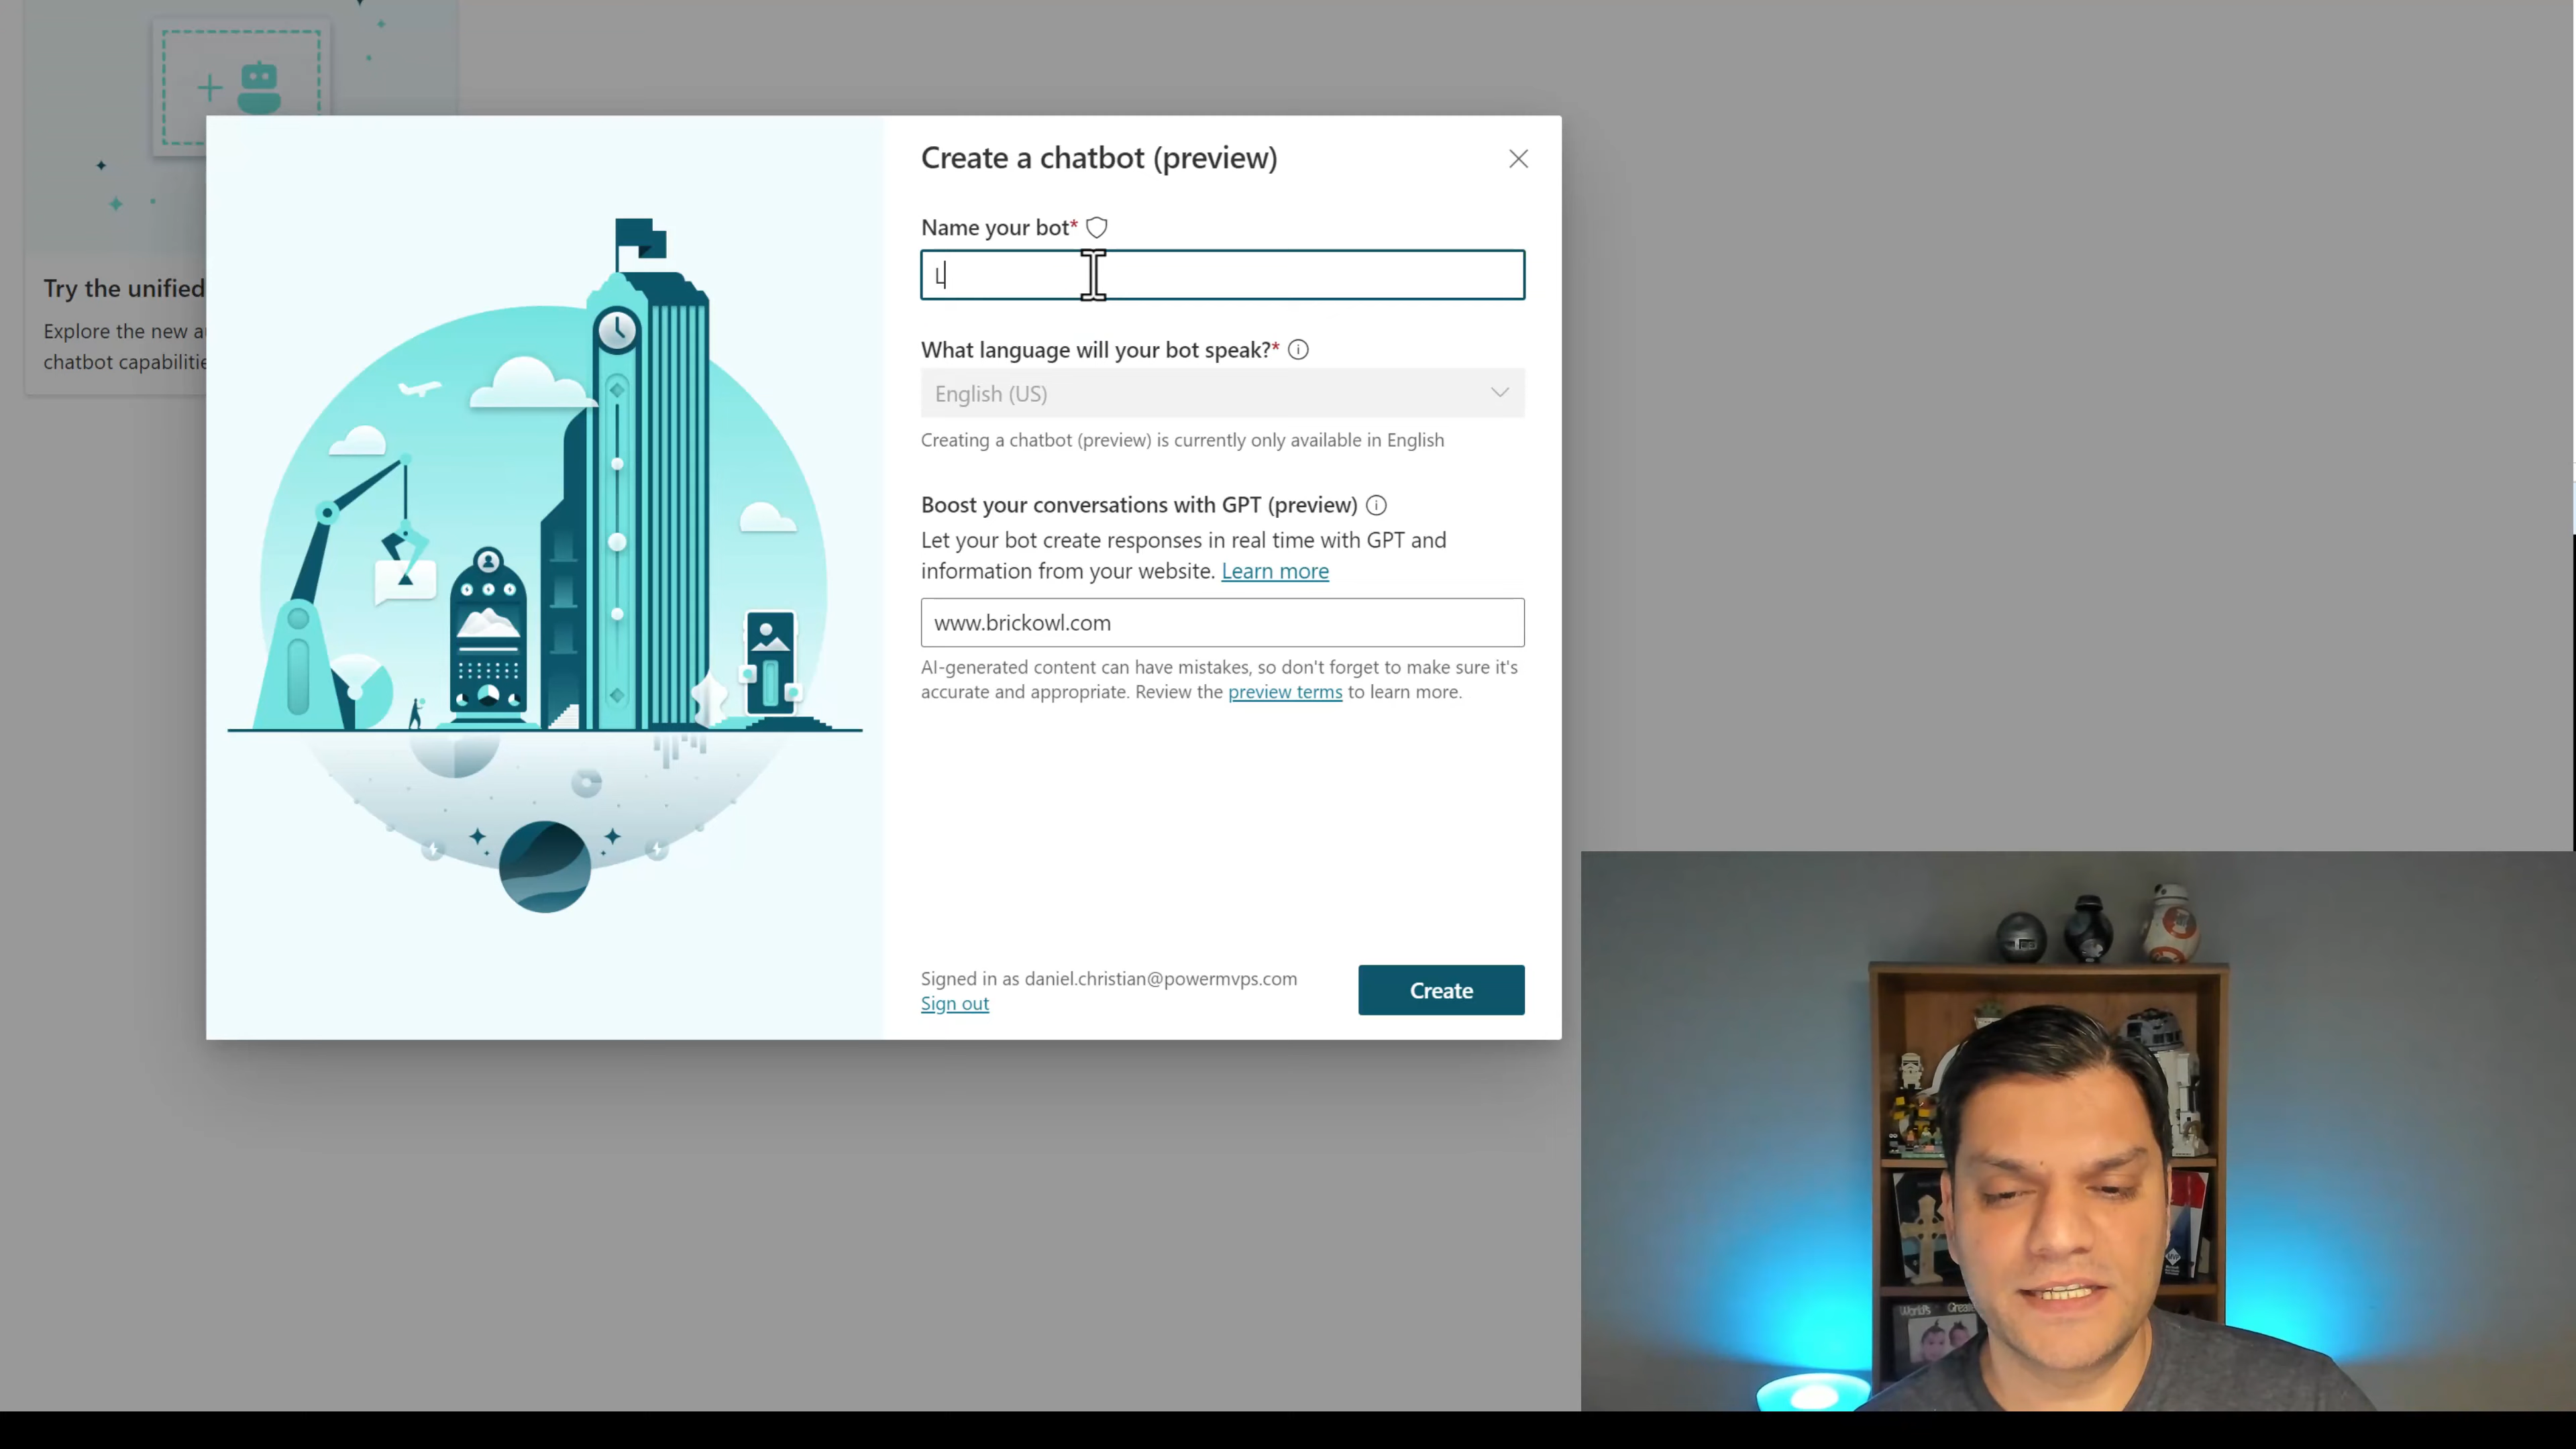 Create a chatbot (preview)
Name your bot*
L
What language will your bot speak?*
English (US)
Creating a chatbot (preview) is currently only available in English
Boost your conversations with GPT (preview)
Let your bot create responses in real time with GPT and
information from your website. Learn more
www.brickowl.com
AI-generated content can have mistakes, so don't forget to make sure it's
accurate and appropriate. Review the preview terms to learn more.
Signed in as daniel.christian@powermvps.com
Sign out
Create
Try the unified
Explore the new a
chatbot capabilitie
World's Grea
MVP